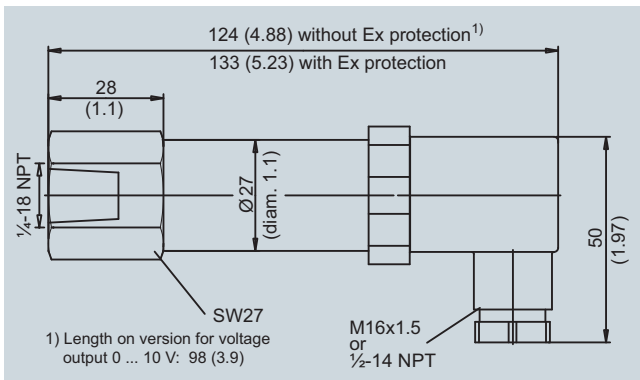 124 (4.88) without Ex protection1)
133 (5.23) with Ex protection
28
(1.1)
¼-18 NPT
Ø27
(diam. 1.1)
50
(1.97)
SW27
M16x1.5
or
½-14 NPT
1) Length on version for voltage
output 0 ... 10 V: 98 (3.9)